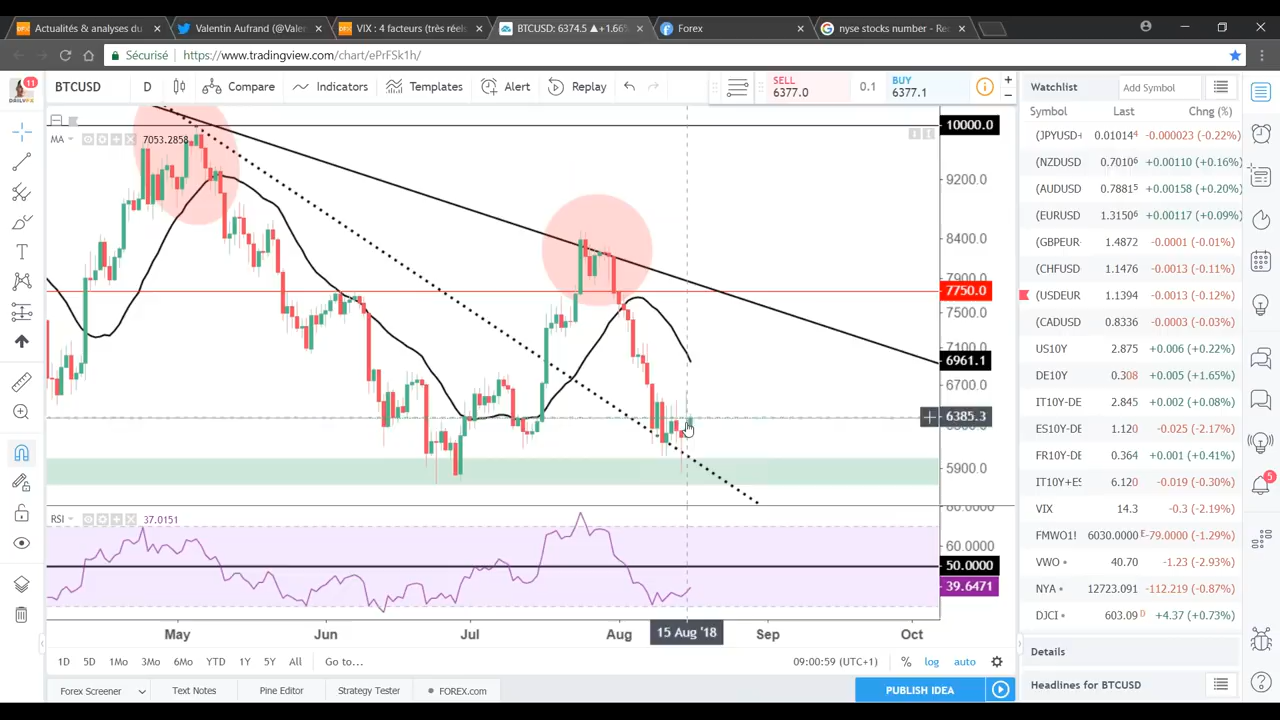 Actualités & analyses du
Valentin Aufrand (@Valen
VIX : 4 facteurs (très réels
BTCUSD: 6374.5 ▲+1.66%
Forex
nyse stocks number - Re
Sécurisé
https://www.tradingview.com/chart/ePrFSk1h/
11
DAILYFX
BTCUSD
D
Compare
Indicators
Templates
Alert
Replay
SELL
6377.0
0.1
BUY
6377.1
Watchlist
Add Symbol
Symbol
Last
Chng (%)
MA
7053.2858
10000.0
9200.0
8400.0
7900.0
7750.0
7500.0
7100.0
6961.1
6700.0
6385.3
5900.0
(JPYUSD+ 0.01014⁴ -0.000023 (-0.22%)
(NZDUSD 0.7010⁶ +0.00110 (+0.16%)
(AUDUSD 0.7881⁵ +0.00158 (+0.20%)
(EURUSD 1.3150⁶ +0.00117 (+0.09%)
(GBPEUR- 1.4872 -0.0001 (-0.01%)
(CHFUSD 1.1476 -0.0013 (-0.11%)
(USDEUR 1.1394 -0.0013 (-0.12%)
(CADUSD 0.8336 -0.0003 (-0.03%)
US10Y 2.875 +0.006 (+0.22%)
DE10Y 0.308 +0.005 (+1.65%)
IT10Y 2.845 +0.002 (+0.08%)
ES10Y-DE 1.120 -0.025 (-2.17%)
FR10Y-DE 0.364 +0.001 (+0.41%)
IT10Y+ES 6.120 -0.019 (-0.30%)
VIX 14.3 -0.3 (-2.19%)
FMWO1! 6030.0000 E -79.0000 (-1.29%)
VWO 40.70 -1.23 (-2.93%)
NYA 12723.091 -112.219 (-0.87%)
DJCI 603.09 D +4.37 (+0.73%)
5
RSI
37.0151
80.0000
60.0000
50.0000
39.6471
May
Jun
Jul
Aug
15 Aug '18
Sep
Oct
1D
5D
1Mo
3Mo
6Mo
YTD
1Y
5Y
All
Go to...
09:00:59 (UTC+1)
%
log
auto
Details
Forex Screener
Text Notes
Pine Editor
Strategy Tester
FOREX.com
PUBLISH IDEA
Headlines for BTCUSD